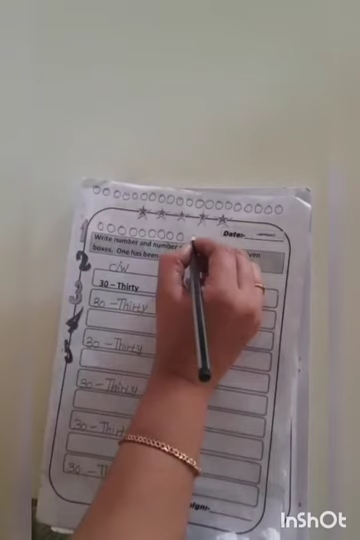 Date:-
Write number and number
boxes. One has been
C/W
30 - Thirty
30 - Thirty
30 - Thirty
30 - Thirty
30 - Thirty
30 - Th
InShOt